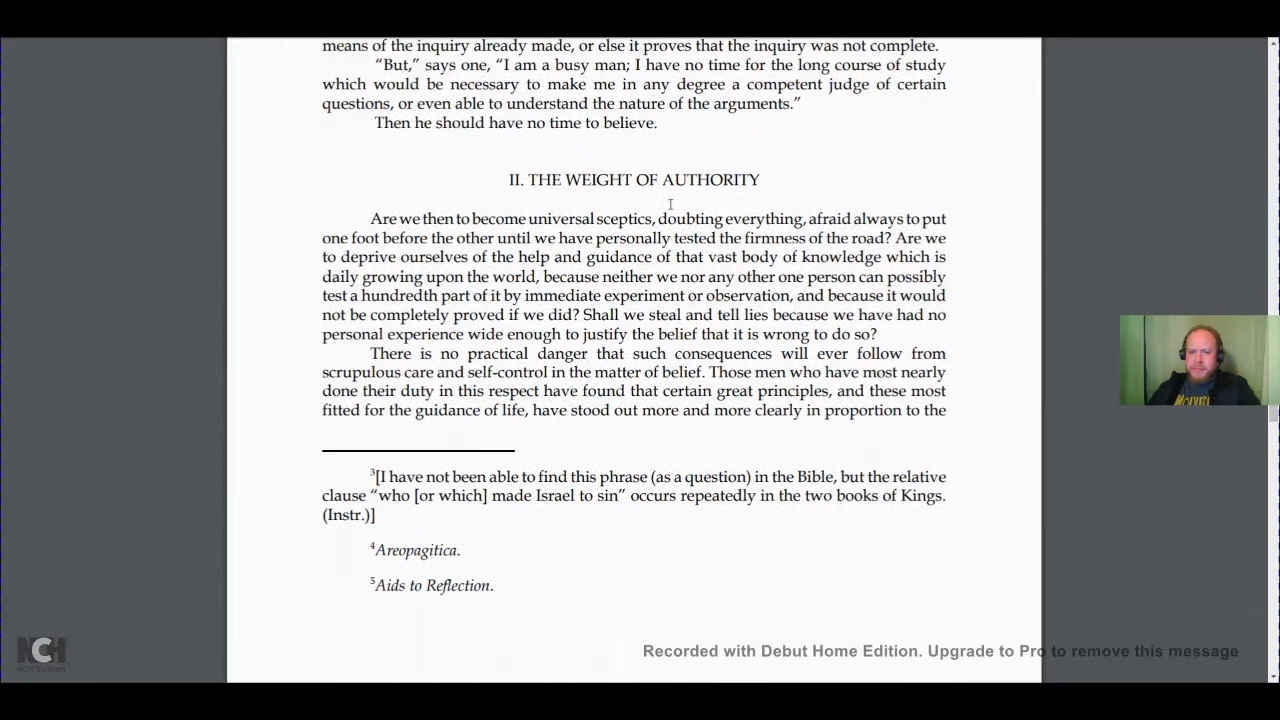 means of the inquiry already made, or else it proves that the inquiry was not complete.
“But,” says one, “I am a busy man; I have no time for the long course of study
which would be necessary to make me in any degree a competent judge of certain
questions, or even able to understand the nature of the arguments.”
Then he should have no time to believe.
II. THE WEIGHT OF AUTHORITY
Are we then to become universal sceptics, doubting everything, afraid always to put
one foot before the other until we have personally tested the firmness of the road? Are we
to deprive ourselves of the help and guidance of that vast body of knowledge which is
daily growing upon the world, because neither we nor any other one person can possibly
test a hundredth part of it by immediate experiment or observation, and because it would
not be completely proved if we did? Shall we steal and tell lies because we have had no
personal experience wide enough to justify the belief that it is wrong to do so?
There is no practical danger that such consequences will ever follow from
scrupulous care and self-control in the matter of belief. Those men who have most nearly
done their duty in this respect have found that certain great principles, and these most
fitted for the guidance of life, have stood out more and more clearly in proportion to the
3[I have not been able to find this phrase (as a question) in the Bible, but the relative
clause “who [or which] made Israel to sin” occurs repeatedly in the two books of Kings.
(Instr.)]
4Areopagitica.
5Aids to Reflection.
NCH
Recorded with Debut Home Edition. Upgrade to Pro to remove this message